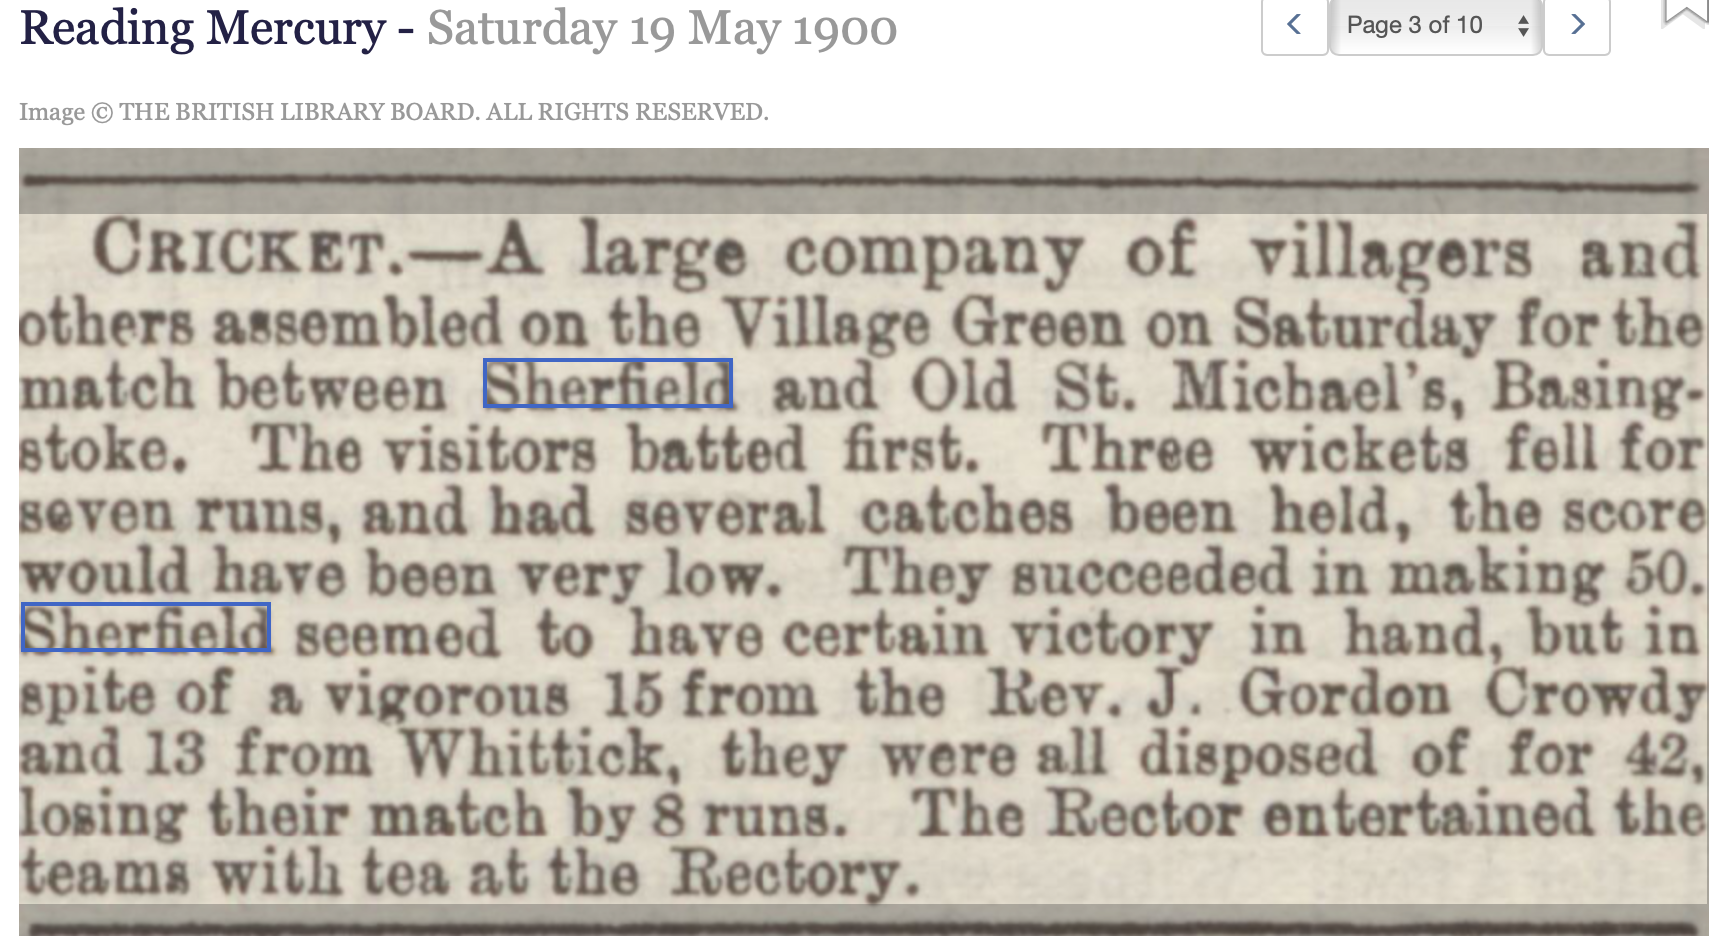 Reading Mercury - Saturday 19 May 1900
Page 3 of 10
Image © THE BRITISH LIBRARY BOARD. ALL RIGHTS RESERVED.
CRICKET.—A large company of villagers and
others assembled on the Village Green on Saturday for the
match between Sherfield and Old St. Michael's, Basing-
stoke. The visitors batted first. Three wickets fell for
seven runs, and had several catches been held, the score
would have been very low. They succeeded in making 50.
Sherfield seemed to have certain victory in hand, but in
spite of a vigorous 15 from the Rev. J. Gordon Crowdy
and 13 from Whittick, they were all disposed of for 42,
losing their match by 8 runs. The Rector entertained the
teams with tea at the Rectory.